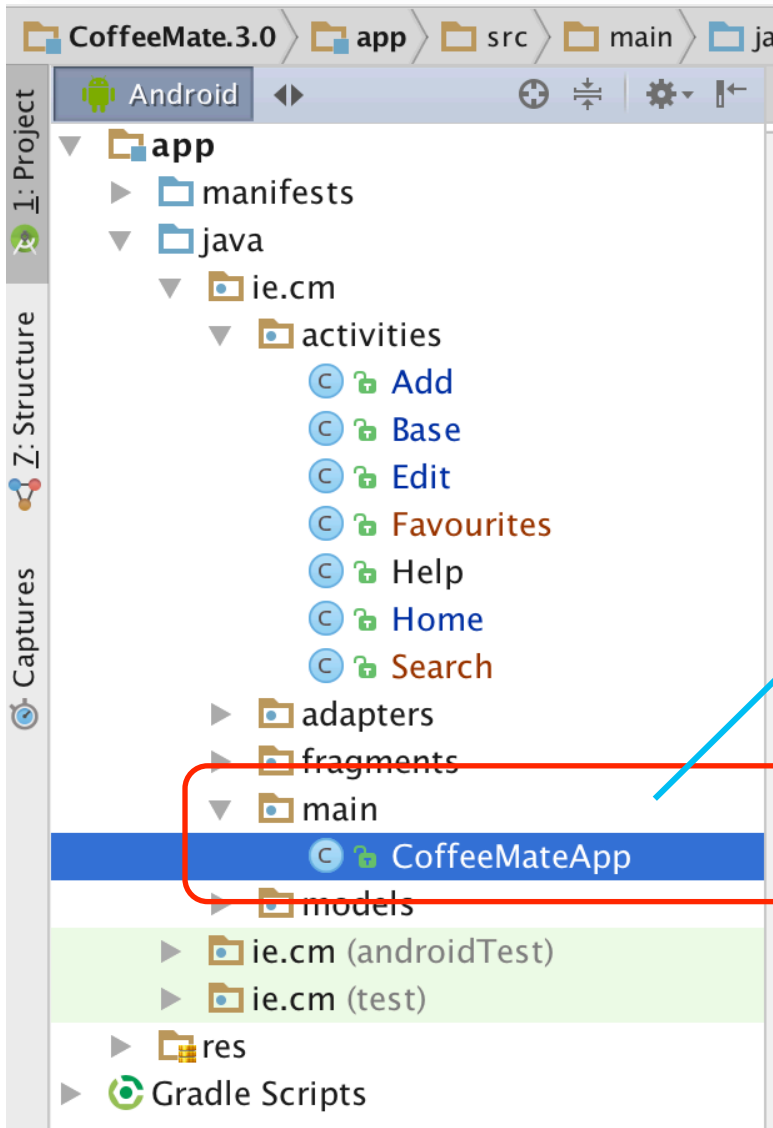 CoffeeMate.3.0 app src main ja
1: Project
Android
app
manifests
java
ie.cm
activities
C Add
C Base
C Edit
C Favourites
C Help
C Home
C Search
7: Structure
Captures
adapters
fragments
main
C CoffeeMateApp
models
ie.cm (androidTest)
ie.cm (test)
res
Gradle Scripts